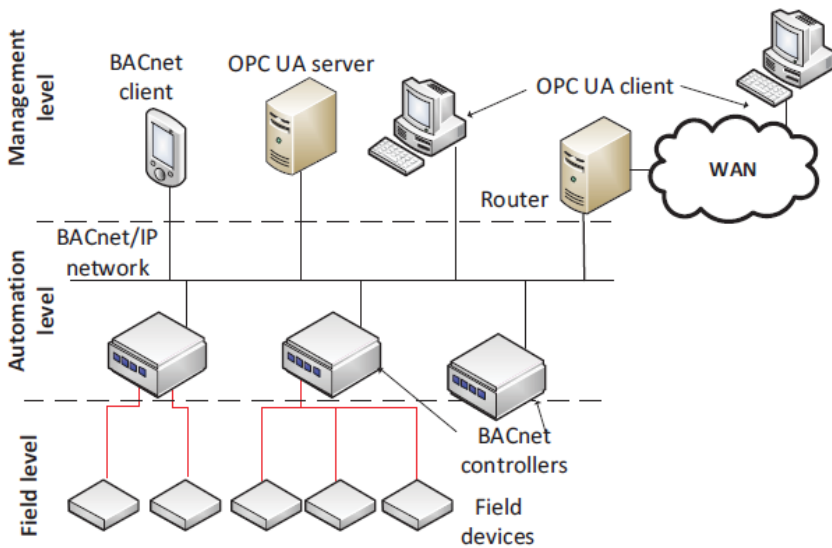 Management
level
BACnet
client
OPC UA server
OPC UA client
Router
WAN
Automation
level
BACnet/IP
network
Field level
BACnet
controllers
Field
devices